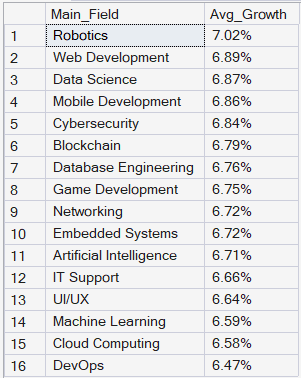 Main_Field Avg_Growth
1 Robotics 7.02%
2 Web Development 6.89%
3 Data Science 6.87%
4 Mobile Development 6.86%
5 Cybersecurity 6.84%
6 Blockchain 6.79%
7 Database Engineering 6.76%
8 Game Development 6.75%
9 Networking 6.72%
10 Embedded Systems 6.72%
11 Artificial Intelligence 6.71%
12 IT Support 6.66%
13 UI/UX 6.64%
14 Machine Learning 6.59%
15 Cloud Computing 6.58%
16 DevOps 6.47%